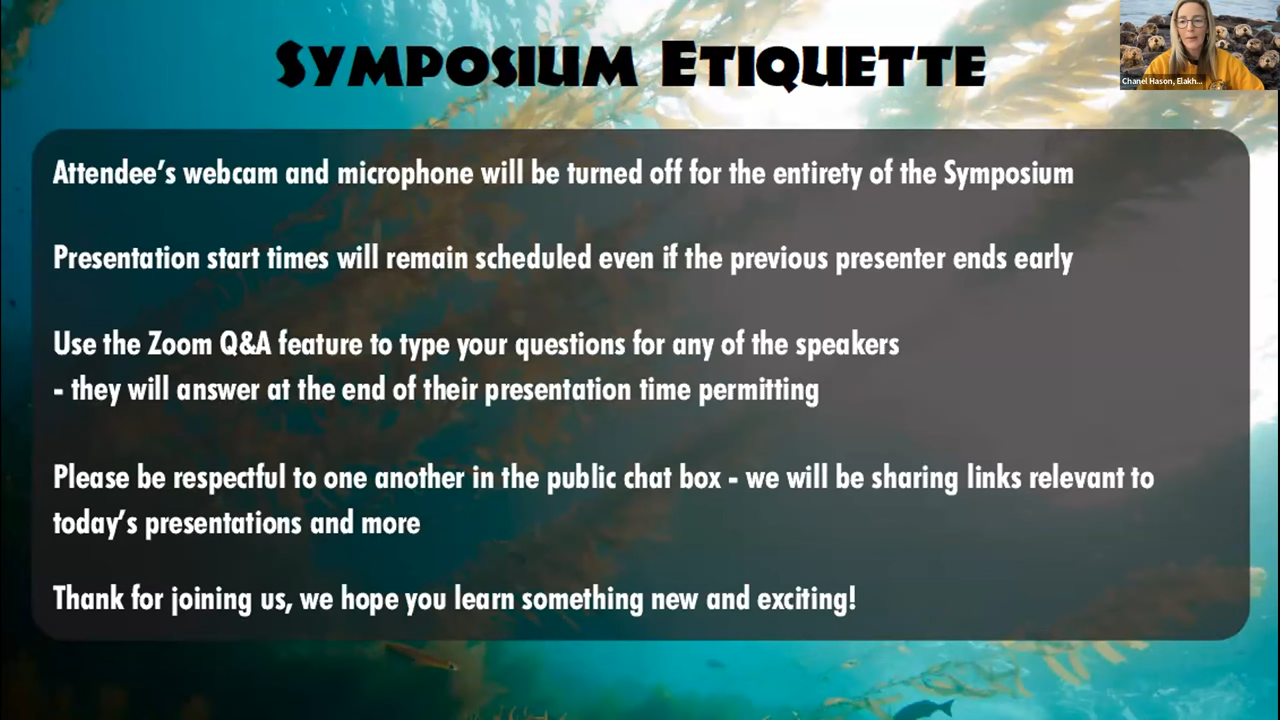 Symposium Etiquette
Chanel Hason, Elakh...
Attendee's webcam and microphone will be turned off for the entirety of the Symposium
Presentation start times will remain scheduled even if the previous presenter ends early
Use the Zoom Q&A feature to type your questions for any of the speakers
- they will answer at the end of their presentation time permitting
Please be respectful to one another in the public chat box - we will be sharing links relevant to
today's presentations and more
Thank for joining us, we hope you learn something new and exciting!